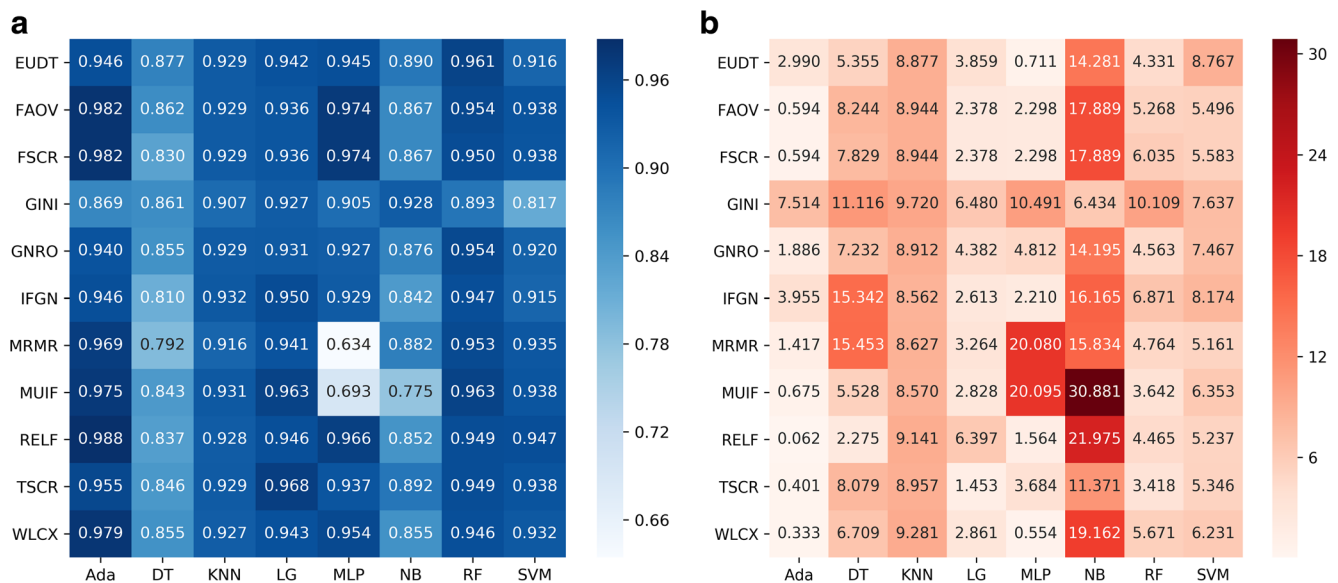 a
EUDT 0.946 0.877 0.929 0.942 0.945 0.890 0.961 0.916
FAOV 0.982 0.862 0.929 0.936 0.974 0.867 0.954 0.938
FSCR 0.982 0.830 0.929 0.936 0.974 0.867 0.950 0.938
GINI 0.869 0.861 0.907 0.927 0.905 0.928 0.893 0.817
GNRO 0.940 0.855 0.929 0.931 0.927 0.876 0.954 0.920
IFGN 0.946 0.810 0.932 0.950 0.929 0.842 0.947 0.915
MRMR 0.969 0.792 0.916 0.941 0.634 0.882 0.953 0.935
MUIF 0.975 0.843 0.931 0.963 0.693 0.775 0.963 0.938
RELF 0.988 0.837 0.928 0.946 0.966 0.852 0.949 0.947
TSCR 0.955 0.846 0.929 0.968 0.937 0.892 0.949 0.938
WLCX 0.979 0.855 0.927 0.943 0.954 0.855 0.946 0.932
Ada DT KNN LG MLP NB RF SVM
0.96
0.90
0.84
0.78
0.72
0.66
b
EUDT 2.990 5.355 8.877 3.859 0.711 14.281 4.331 8.767
FAOV 0.594 8.244 8.944 2.378 2.298 17.889 5.268 5.496
FSCR 0.594 7.829 8.944 2.378 2.298 17.889 6.035 5.583
GINI 7.514 11.116 9.720 6.480 10.491 6.434 10.109 7.637
GNRO 1.886 7.232 8.912 4.382 4.812 14.195 4.563 7.467
IFGN 3.955 15.342 8.562 2.613 2.210 16.165 6.871 8.174
MRMR 1.417 15.453 8.627 3.264 20.080 15.834 4.764 5.161
MUIF 0.675 5.528 8.570 2.828 20.095 30.881 3.642 6.353
RELF 0.062 2.275 9.141 6.397 1.564 21.975 4.465 5.237
TSCR 0.401 8.079 8.957 1.453 3.684 11.371 3.418 5.346
WLCX 0.333 6.709 9.281 2.861 0.554 19.162 5.671 6.231
Ada DT KNN LG MLP NB RF SVM
30
24
18
12
6